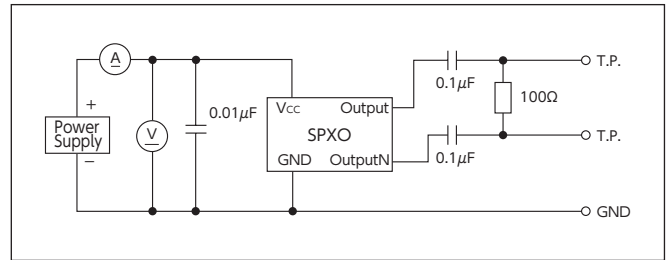 A
T.P.
0.1μF
+
0.01μF
Vcc Output
100Ω
Power
Supply
V
SPXO
T.P.
−
GND OutputN
0.1μF
GND